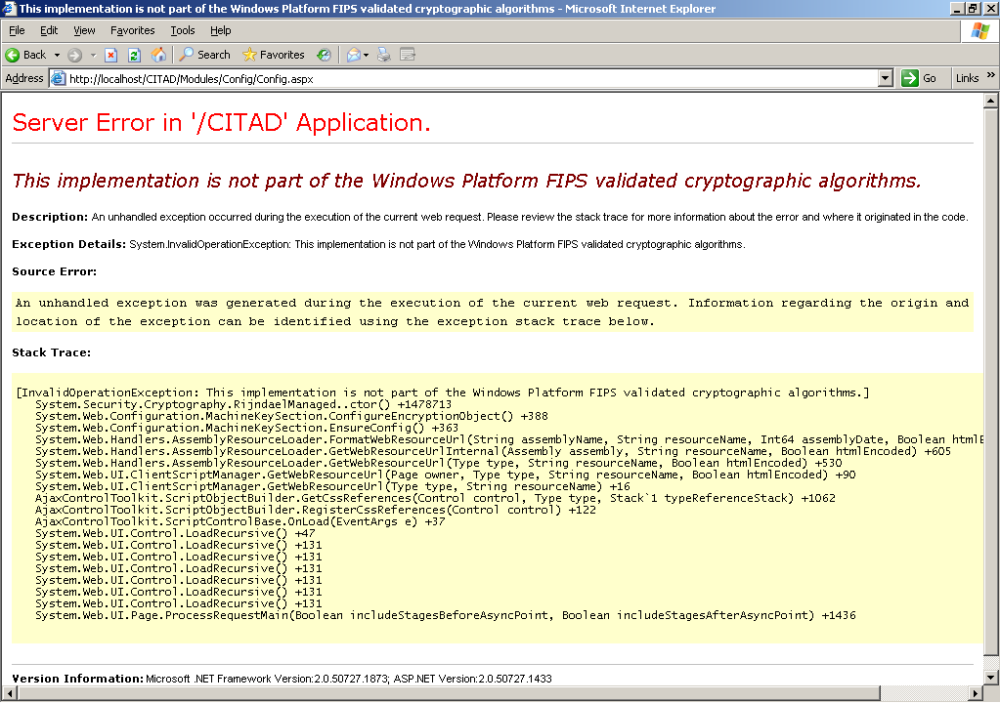 This implementation is not part of the Windows Platform FIPS validated cryptographic algorithms - Microsoft Internet Explorer
File Edit View Favorites Tools Help
Back Search Favorites
Address http://localhost/CITAD/Modules/Config/Config.aspx Go Links »
Server Error in '/CITAD' Application.
This implementation is not part of the Windows Platform FIPS validated cryptographic algorithms.
Description: An unhandled exception occurred during the execution of the current web request. Please review the stack trace for more information about the error and where it originated in the code.
Exception Details: System.InvalidOperationException: This implementation is not part of the Windows Platform FIPS validated cryptographic algorithms.
Source Error:
An unhandled exception was generated during the execution of the current web request. Information regarding the origin and
location of the exception can be identified using the exception stack trace below.
Stack Trace:
[InvalidOperationException: This implementation is not part of the Windows Platform FIPS validated cryptographic algorithms.]
System.Security.Cryptography.RijndaelManaged..ctor() +1478713
System.Web.Configuration.MachineKeySection.ConfigureEncryptionObject() +388
System.Web.Configuration.MachineKeySection.EnsureConfig() +363
System.Web.Handlers.AssemblyResourceLoader.FormatWebResourceUrl(String assemblyName, String resourceName, Int64 assemblyDate, Boolean htmlE
System.Web.Handlers.AssemblyResourceLoader.GetWebResourceUrlInternal(Assembly assembly, String resourceName, Boolean htmlEncoded) +605
System.Web.Handlers.AssemblyResourceLoader.GetWebResourceUrl(Type type, String resourceName, Boolean htmlEncoded) +530
System.Web.UI.ClientScriptManager.GetWebResourceUrl(Page owner, Type type, String resourceName, Boolean htmlEncoded) +90
System.Web.UI.ClientScriptManager.GetWebResourceUrl(Type type, String resourceName) +16
AjaxControlToolkit.ScriptObjectBuilder.GetCssReferences(Control control, Type type, Stack`1 typeReferenceStack) +1062
AjaxControlToolkit.ScriptObjectBuilder.RegisterCssReferences(Control control) +122
AjaxControlToolkit.ScriptControlBase.OnLoad(EventArgs e) +37
System.Web.UI.Control.LoadRecursive() +47
System.Web.UI.Control.LoadRecursive() +131
System.Web.UI.Control.LoadRecursive() +131
System.Web.UI.Control.LoadRecursive() +131
System.Web.UI.Control.LoadRecursive() +131
System.Web.UI.Control.LoadRecursive() +131
System.Web.UI.Control.LoadRecursive() +131
System.Web.UI.Page.ProcessRequestMain(Boolean includeStagesBeforeAsyncPoint, Boolean includeStagesAfterAsyncPoint) +1436
Version Information: Microsoft .NET Framework Version:2.0.50727.1873; ASP.NET Version:2.0.50727.1433